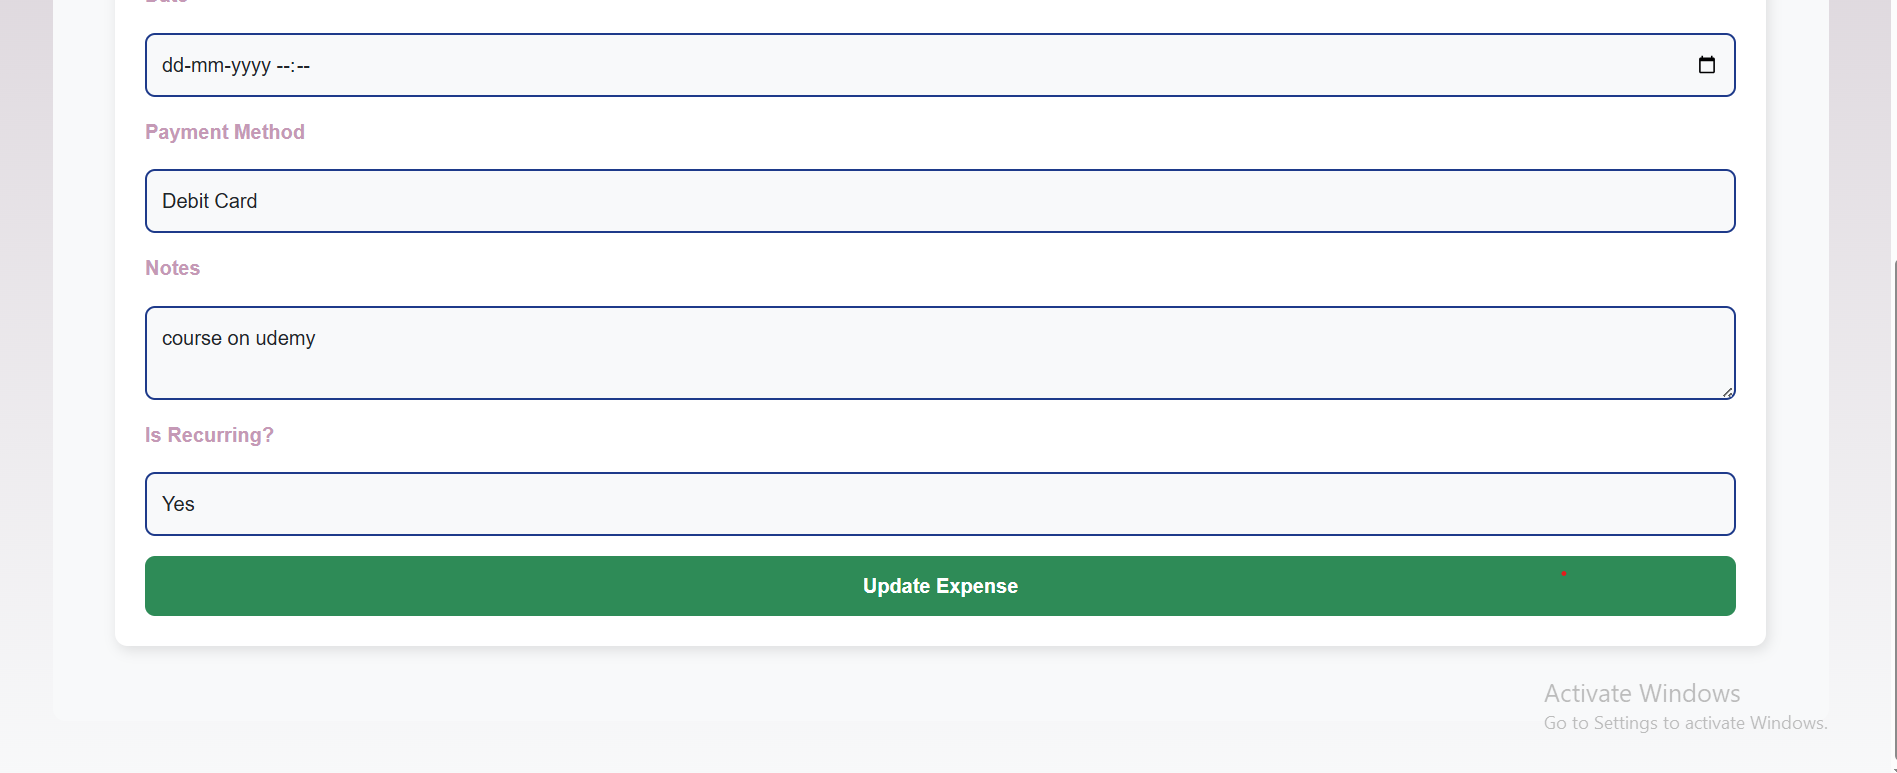 Date
dd-mm-yyyy --:--
Payment Method
Debit Card
Notes
course on udemy
Is Recurring?
Yes
Update Expense
Activate Windows
Go to Settings to activate Windows.